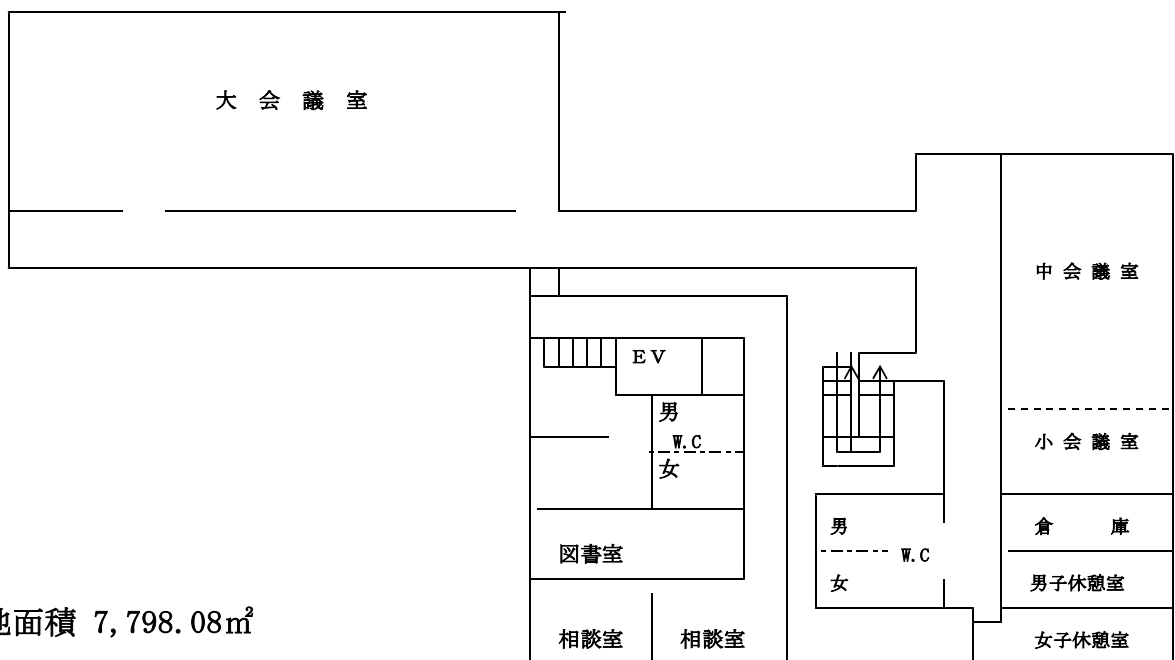 大 会 議 室
中 会 議 室
ＥＶ
男
W.C
女
小 会 議 室
男
W.C
女
倉 庫
図書室
男子休憩室
地面積 7,798.08㎡
相談室
相談室
女子休憩室